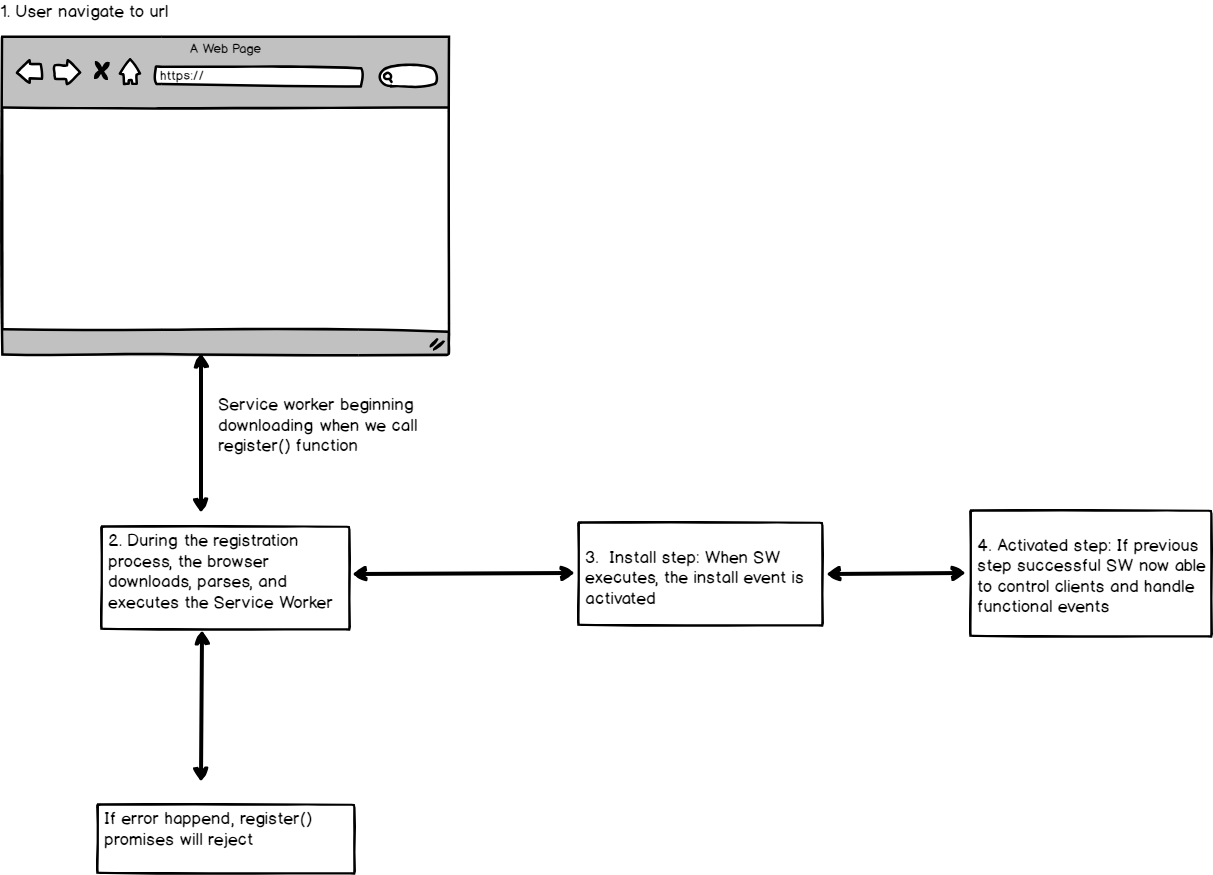 1. User navigate to url
A Web Page
https://
Service worker beginning
downloading when we call
register() function
2. During the registration
process, the browser
downloads, parses, and
executes the Service Worker
3. Install step: When SW
executes, the install event is
activated
4. Activated step: If previous
step successful SW now able
to control clients and handle
functional events
If error happend, register()
promises will reject